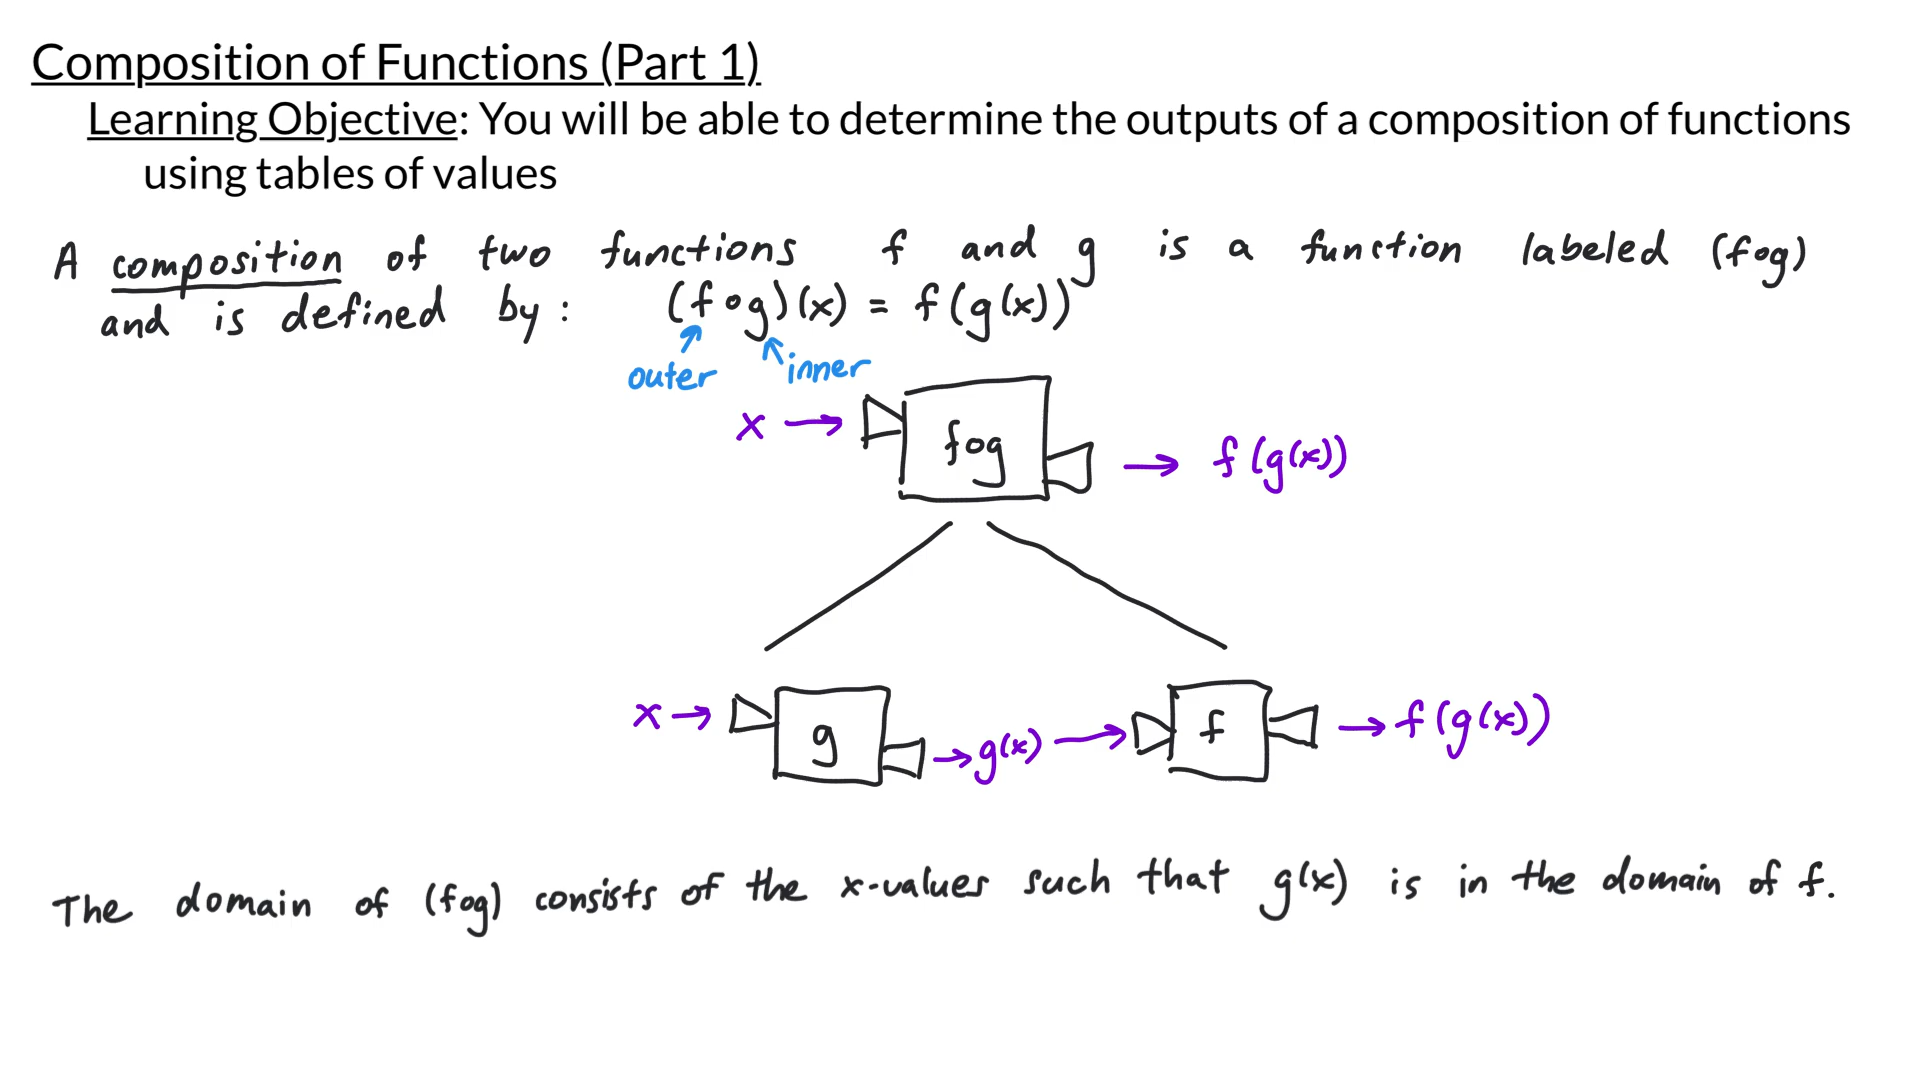 Composition of Functions (Part 1)
Learning Objective: You will be able to determine the outputs of a composition of functions
using tables of values
A composition of two functions f and g is a function labeled (f∘g)
and is defined by: (f∘g)(x) = f(g(x))
outer inner
x → f∘g → f(g(x))
x → g → g(x) → f → f(g(x))
The domain of (f∘g) consists of the x-values such that g(x) is in the domain of f.